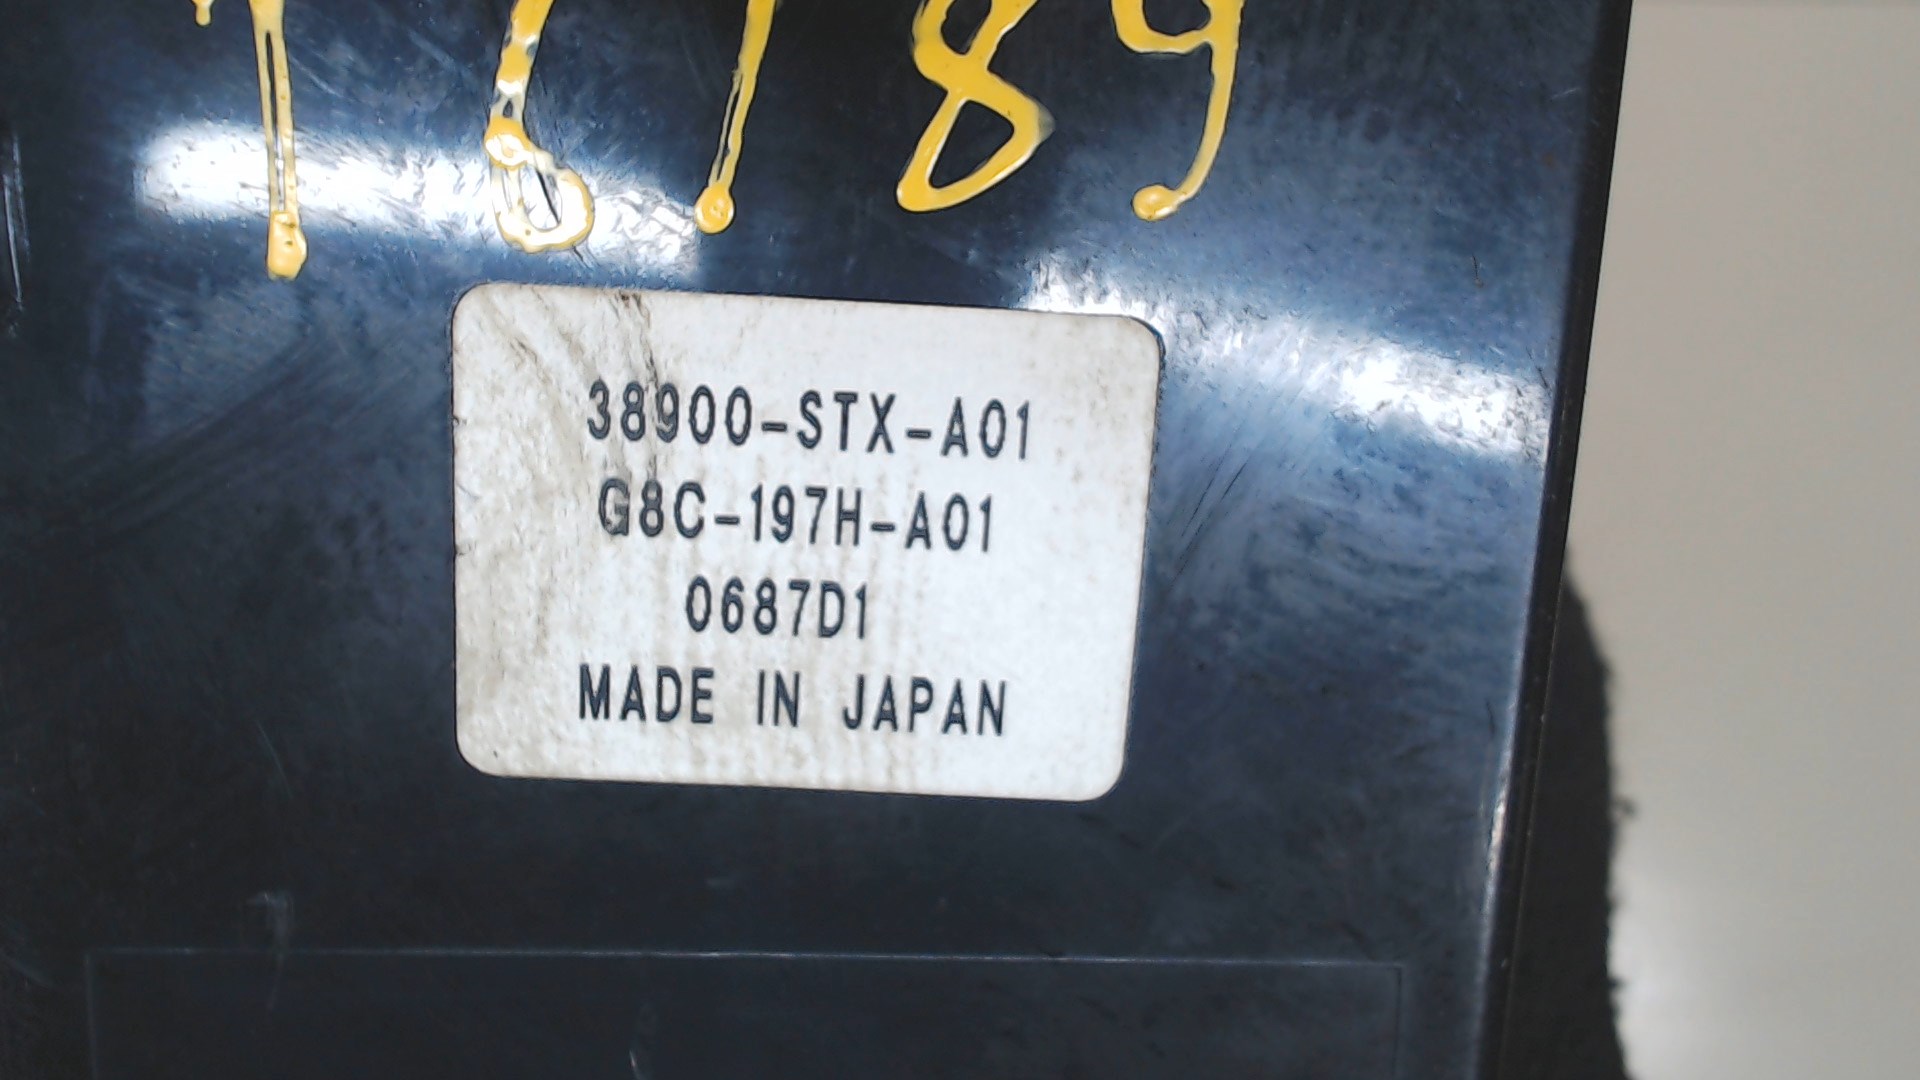 38900-STX-A01
G8C-197H-A01
0687D1
MADE IN JAPAN